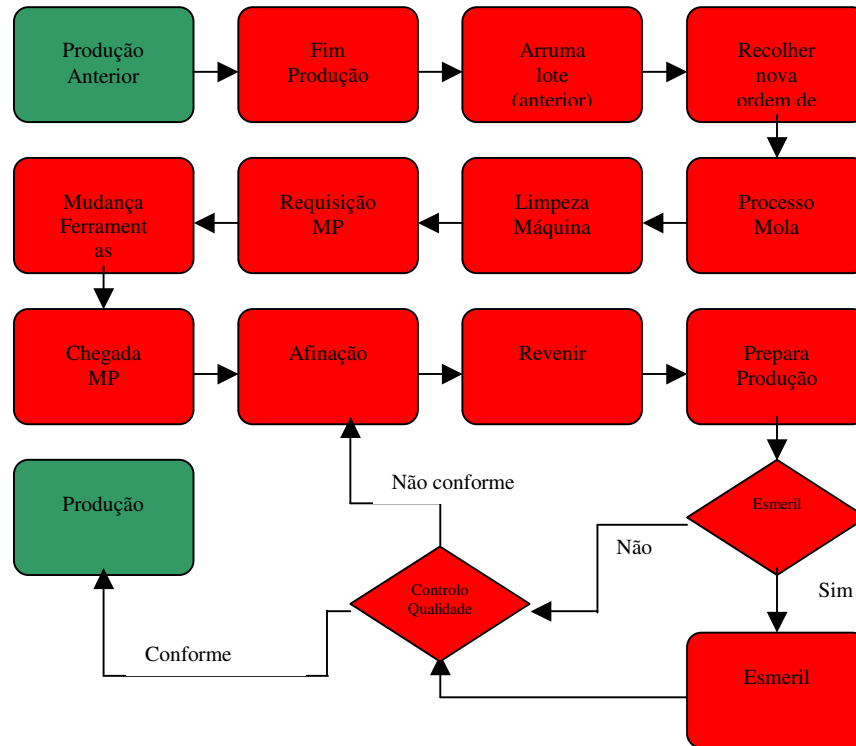 Produção
Anterior
Fim
Produção
Arruma
lote
(anterior)
Recolher
nova
ordem de
Mudança
Ferrament
as
Requisição
MP
Limpeza
Máquina
Processo
Mola
Chegada
MP
Afinação
Revenir
Prepara
Produção
Produção
Não conforme
Esmeril
Não
Controlo
Qualidade
Sim
Conforme
Esmeril